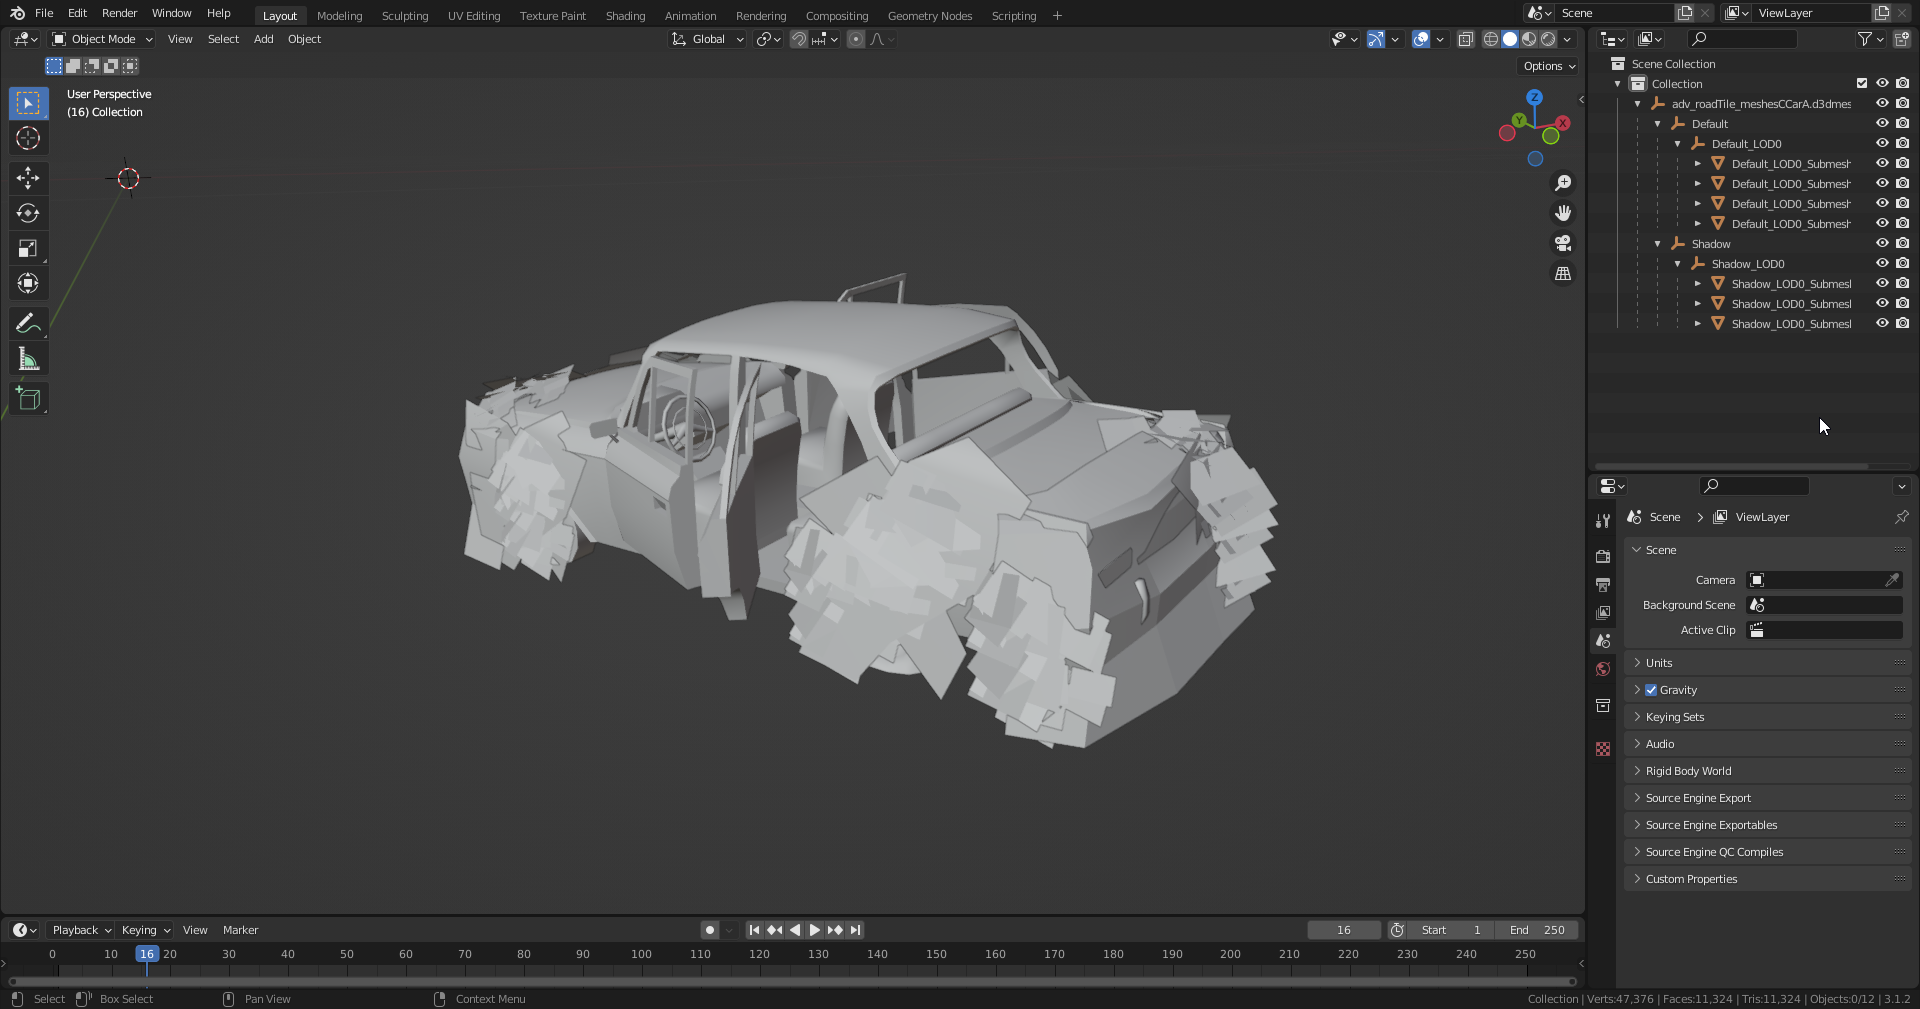 File Edit Render Window Help Layout Modeling Sculpting UV Editing Texture Paint Shading Animation Rendering Compositing Geometry Nodes Scripting + Scene ViewLayer
Object Mode View Select Add Object Global
Options
User Perspective
(16) Collection
Z
Y
X
Scene Collection
Collection
adv_roadTile_meshesCCarA.d3dmes
Default
Default_LOD0
Default_LOD0_Submesh
Default_LOD0_Submesh
Default_LOD0_Submesh
Default_LOD0_Submesh
Shadow
Shadow_LOD0
Shadow_LOD0_Submesl
Shadow_LOD0_Submesl
Shadow_LOD0_Submesl
Scene > ViewLayer
Scene
Camera
Background Scene
Active Clip
Units
Gravity
Keying Sets
Audio
Rigid Body World
Source Engine Export
Source Engine Exportables
Source Engine QC Compiles
Custom Properties
Playback Keying View Marker 16 Start 1 End 250
0 10 16 20 30 40 50 60 70 80 90 100 110 120 130 140 150 160 170 180 190 200 210 220 230 240 250
Select Box Select Pan View Context Menu Collection | Verts:47,376 | Faces:11,324 | Tris:11,324 | Objects:0/12 | 3.1.2